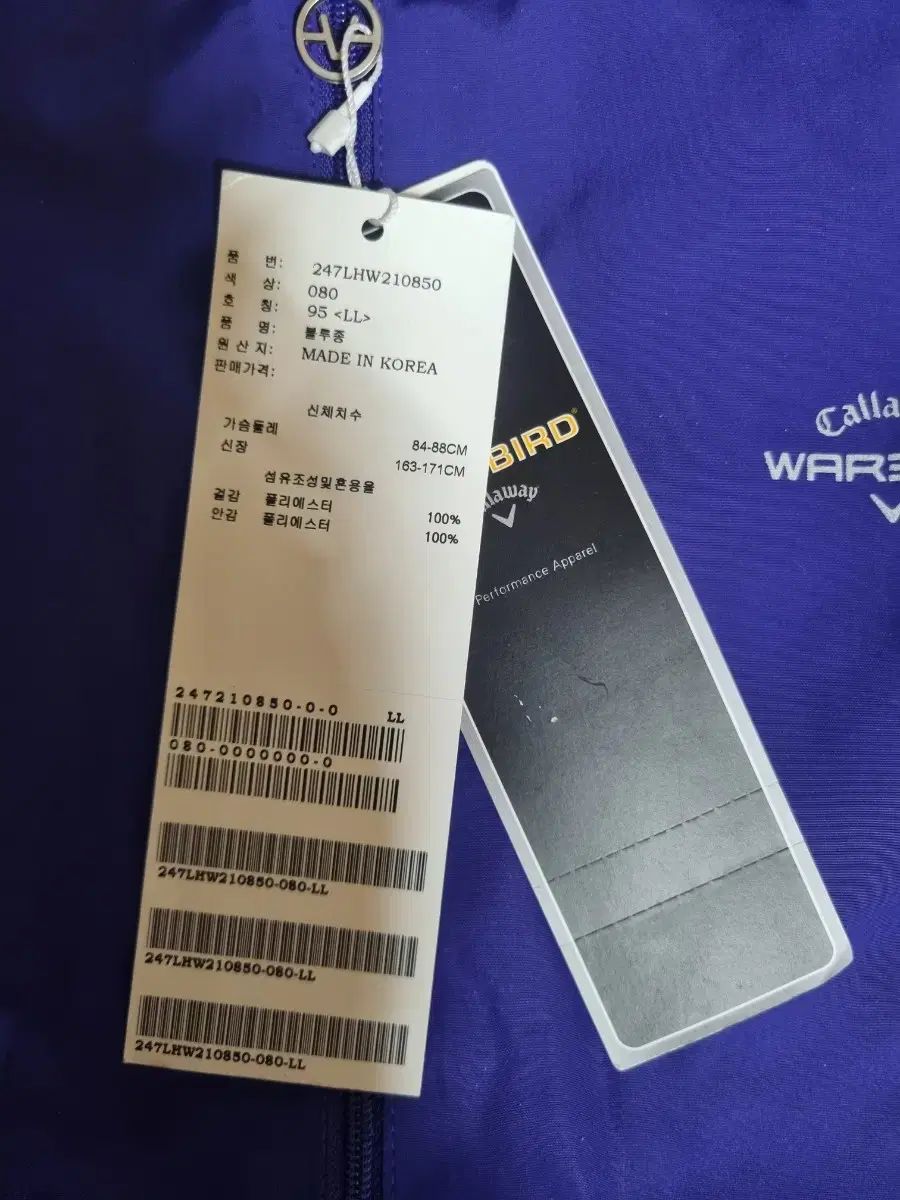 품 번: 247LHW210850
색 상: 080
호 칭: 95 <LL>
품 명: 블루종
원 산 지: MADE IN KOREA
판매가격:
신체치수
가슴둘레 84-88CM
신장 163-171CM
섬유조성및혼용율
겉감 폴리에스터 100%
안감 폴리에스터 100%
247210850-0-0 LL
080-0000000-0
247LHW210850-080-LL
247LHW210850-080-LL
247LHW210850-080-LL
BIRD
Performance Apparel